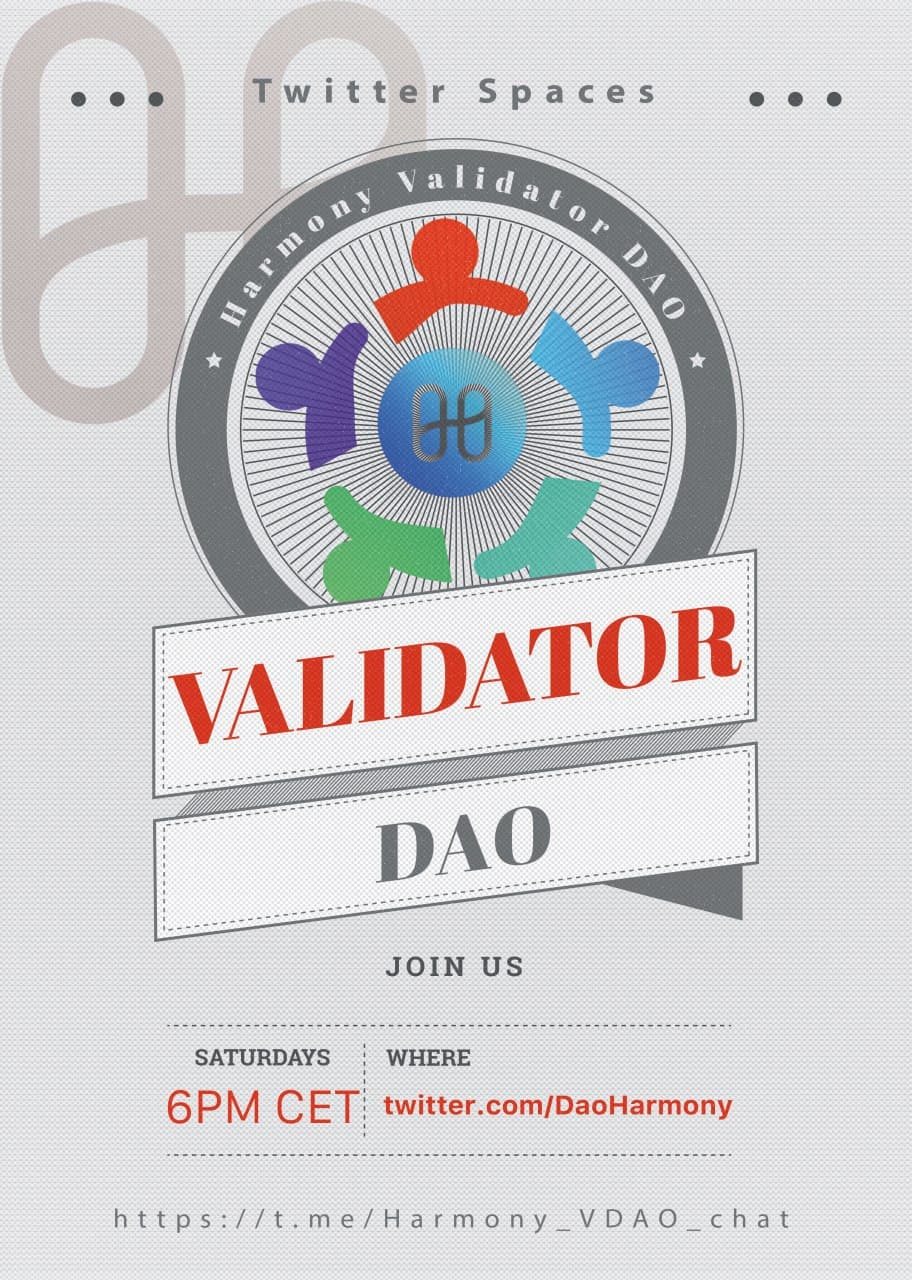 Twitter Spaces
Harmony Validator DAO
VALIDATOR
DAO
JOIN US
SATURDAYS
6PM CET
WHERE
twitter.com/DaoHarmony
https://t.me/Harmony_VDAO_chat